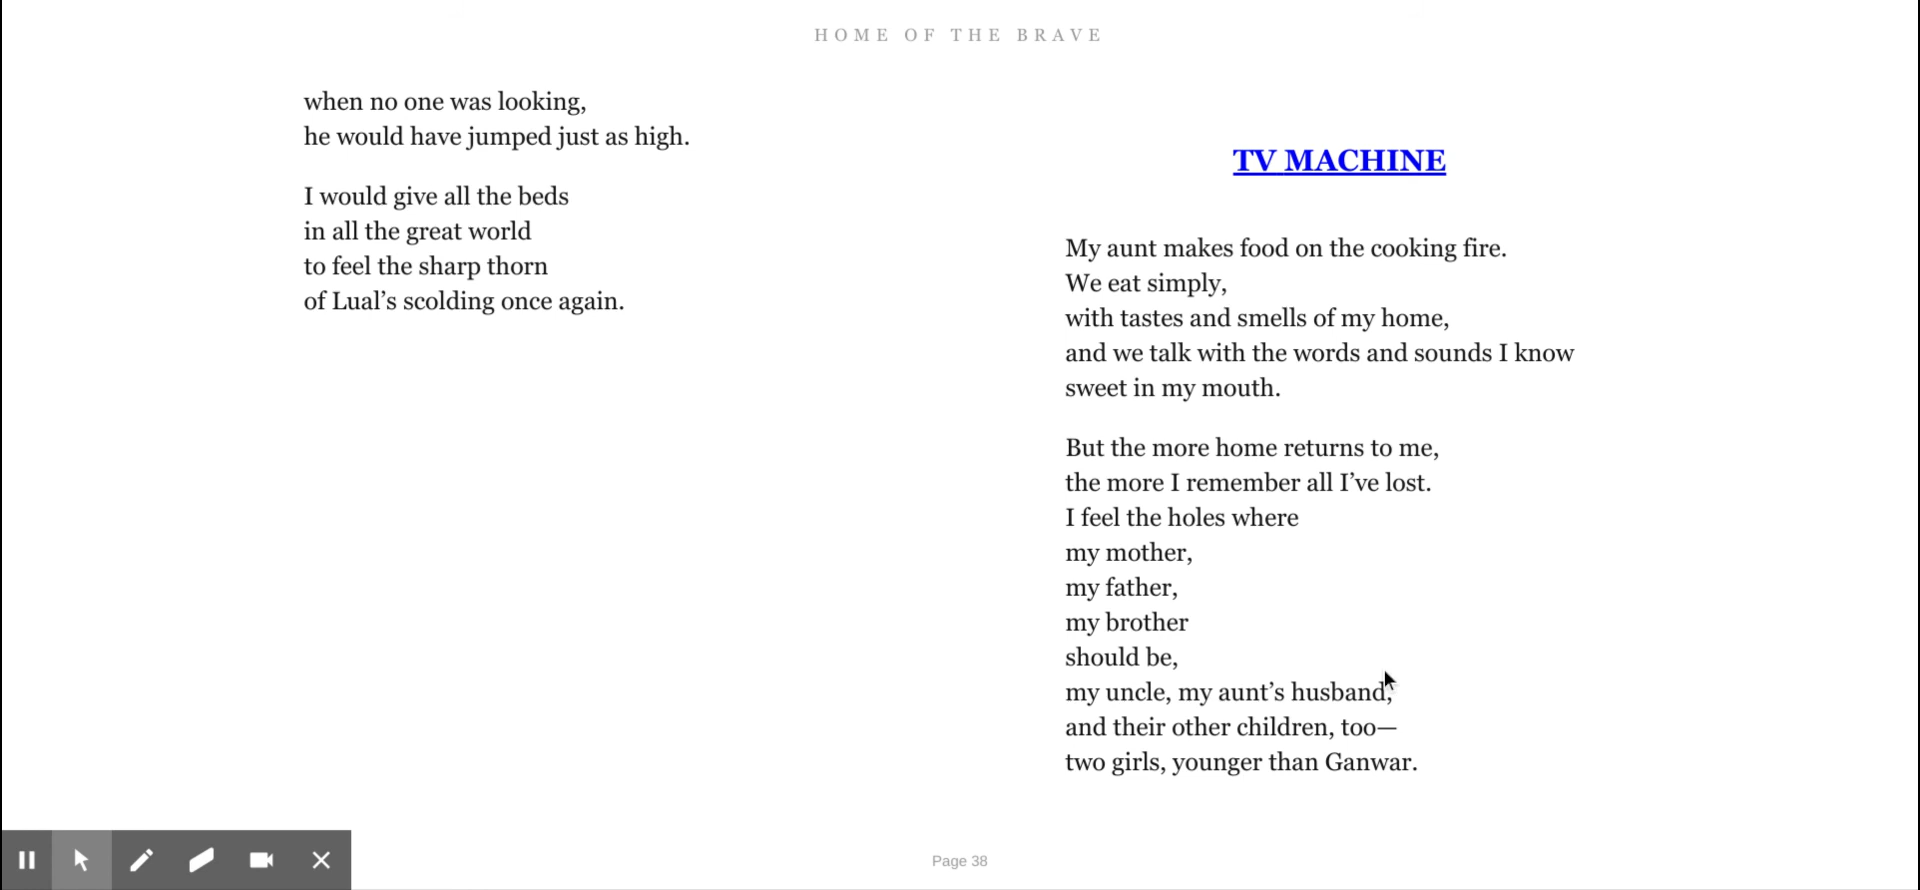 HOME OF THE BRAVE
when no one was looking,
he would have jumped just as high.
I would give all the beds
in all the great world
to feel the sharp thorn
of Lual’s scolding once again.
TV MACHINE
My aunt makes food on the cooking fire.
We eat simply,
with tastes and smells of my home,
and we talk with the words and sounds I know
sweet in my mouth.
But the more home returns to me,
the more I remember all I’ve lost.
I feel the holes where
my mother,
my father,
my brother
should be,
my uncle, my aunt’s husband,
and their other children, too—
two girls, younger than Ganwar.
Page 38